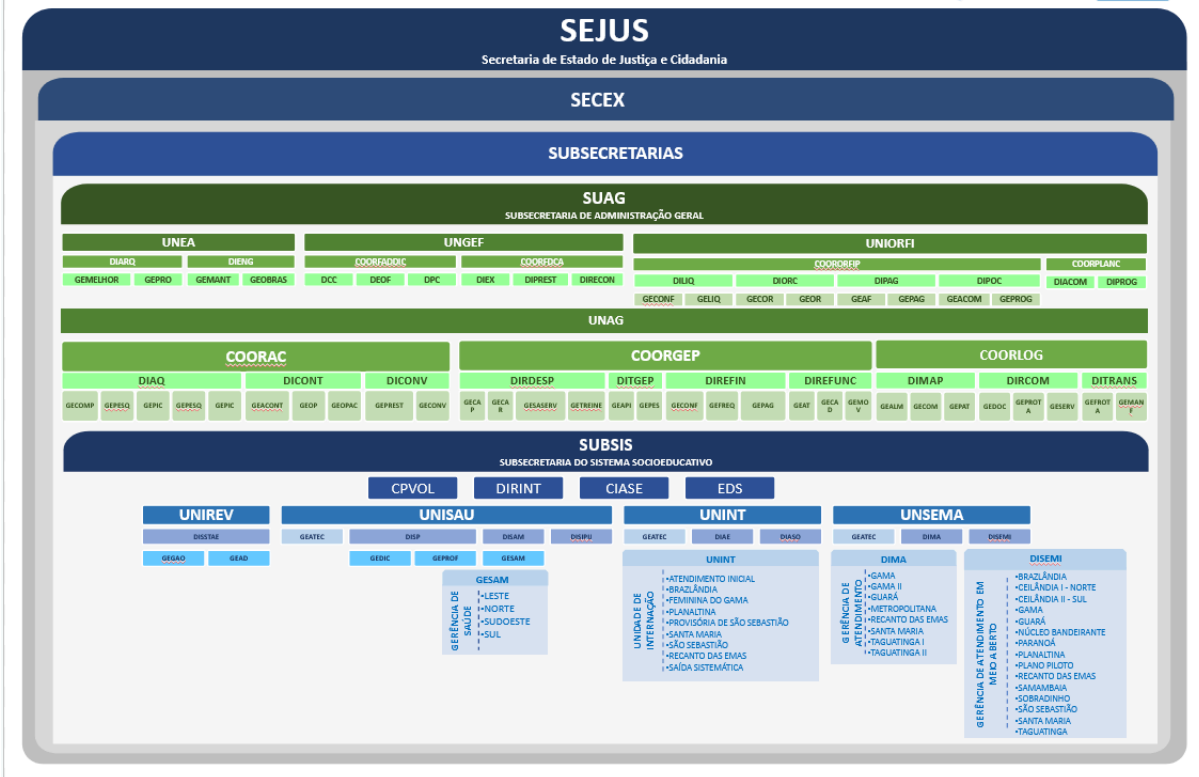 SEJUS
Secretaria de Estado de Justiça e Cidadania
SECEX
SUBSECRETARIAS
SUAG
SUBSECRETARIA DE ADMINISTRAÇÃO GERAL
UNEA UNGEF UNIORFI
DIARQ DIENG COORFADDIC COORFDCA COORORFIP COORPLANC
GEMELHOR GEPRO GEMANT GEOBRAS DCC DEOF DPC DIEX DIPREST DIRECON DILIQ DIORC DIPAG DIPOC DIACOM DIPROG
GECONF GELIQ GECOR GEOR GEAF GEPAG GEACOM GEPROG
UNAG
COORAC COORGEP COORLOG
DIAQ DICONT DICONV DIRDESP DITGEP DIREFIN DIREFUNC DIMAP DIRCOM DITRANS
GECOMP GEPESQ GEPIC GEPESQ GEPIC GEACONT GEOP GEOPAC GEPREST GECONV GECAP GECAR GESASERV GETREINE GEAPI GEPES GECONF GEFREQ GEPAG GEAT GECAD GEMOV GEALM GECOM GEPAT GEDOC GEPROTA GESERV GEFROTA GEMANF
SUBSIS
SUBSECRETARIA DO SISTEMA SOCIOEDUCATIVO
CPVOL DIRINT CIASE EDS
UNIREV UNISAU UNINT UNSEMA
DISSTAE GEATEC DISP DISAM DISIPU GEATEC DIAE DIASO GEATEC DIMA DISEMI
GEGAO GEAD GEDIC GEPROF GESAM
GESAM
GERÊNCIA DE SAÚDE
•LESTE
•NORTE
•SUDOESTE
•SUL
UNINT
UNIDADE DE INTERNAÇÃO
•ATENDIMENTO INICIAL
•BRAZLÂNDIA
•FEMININA DO GAMA
•PLANALTINA
•PROVISÓRIA DE SÃO SEBASTIÃO
•SANTA MARIA
•SÃO SEBASTIÃO
•RECANTO DAS EMAS
•SAÍDA SISTEMÁTICA
DIMA
GERÊNCIA DE ATENDIMENTO
•GAMA
•GAMA II
•GUARÁ
•METROPOLITANA
•RECANTO DAS EMAS
•SANTA MARIA
•TAGUATINGA I
•TAGUATINGA II
DISEMI
GERÊNCIA DE ATENDIMENTO EM MEIO ABERTO
•BRAZLÂNDIA
•CEILÂNDIA I - NORTE
•CEILÂNDIA II - SUL
•GAMA
•GUARÁ
•NÚCLEO BANDEIRANTE
•PARANOÁ
•PLANALTINA
•PLANO PILOTO
•RECANTO DAS EMAS
•SAMAMBAIA
•SOBRADINHO
•SÃO SEBASTIÃO
•SANTA MARIA
•TAGUATINGA